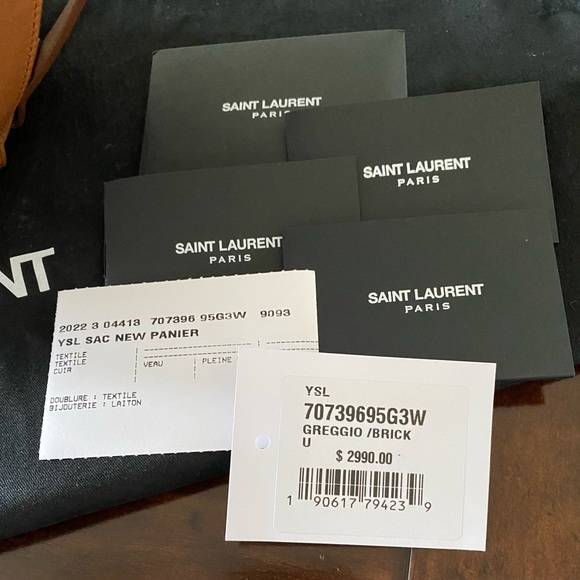 SAINT LAURENT
PARIS
SAINT LAURENT
PARIS
SAINT LAURENT
PARIS
SAINT LAURENT
PARIS
NT
2022 3 04413 707396 95G3W 9093
YSL SAC NEW PANIER
TEXTILE
TEXTILE
CUIR
VEAU
PLEINE
DOUBLURE : TEXTILE
BIJOUTERIE : LAITON
YSL
70739695G3W
GREGGIO /BRICK
U
$ 2990.00
1 90617 79423 9